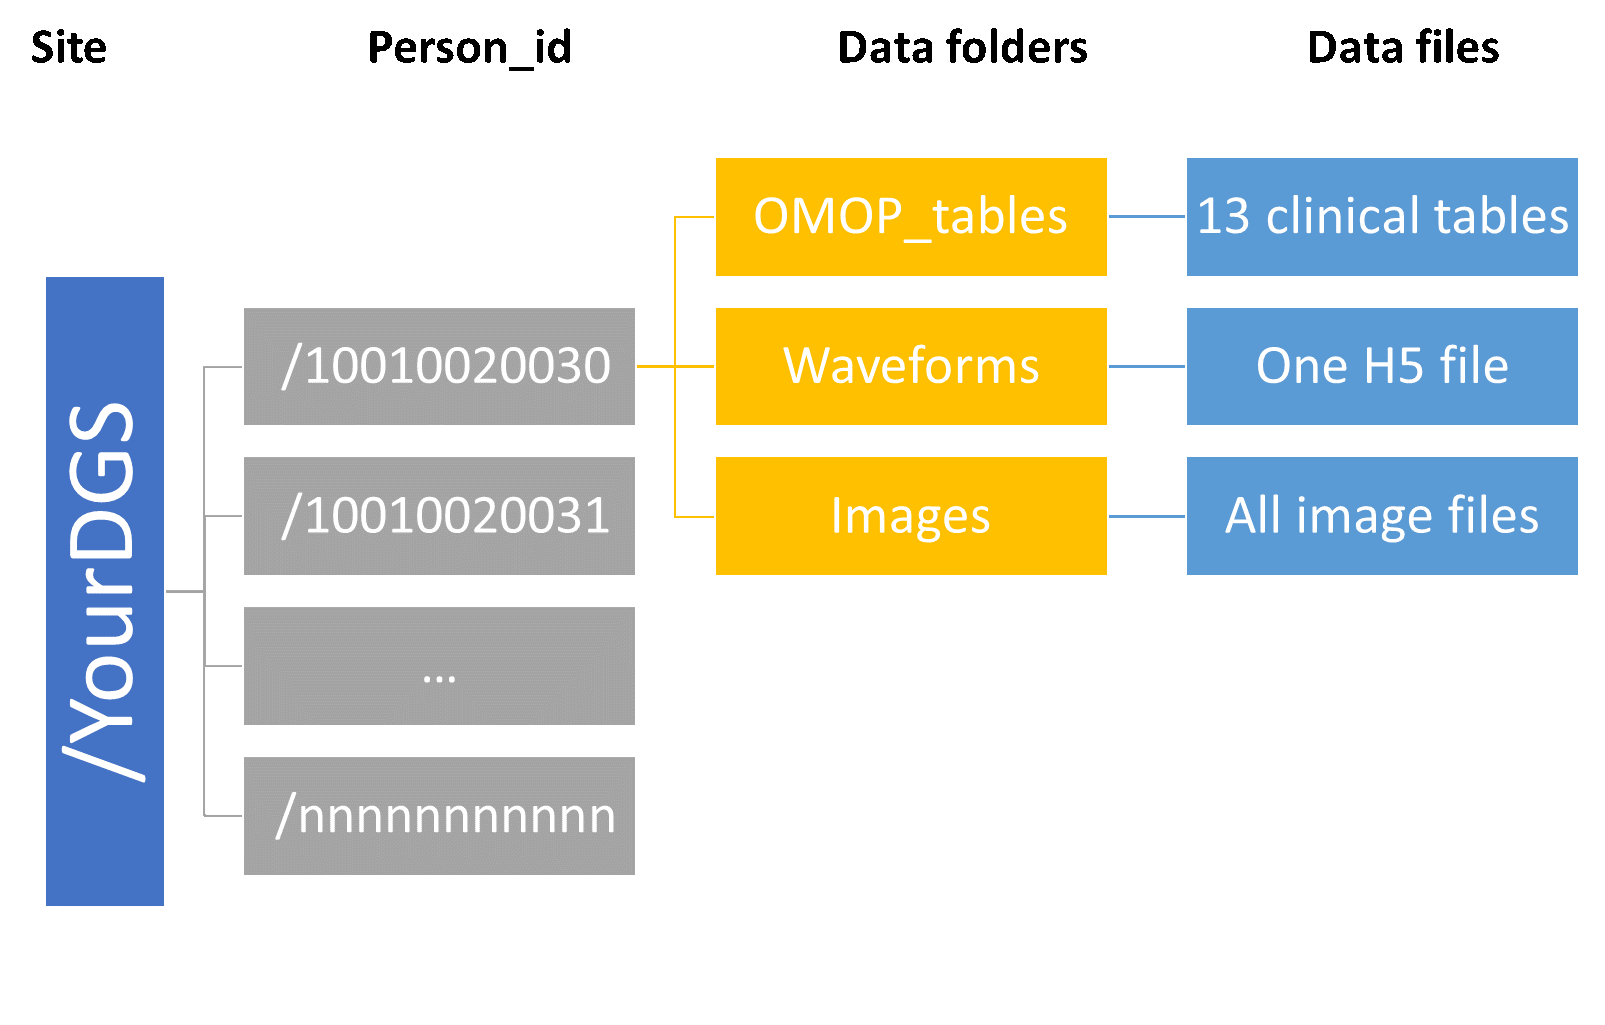 Site
Person_id
Data folders
Data files
/YourDGS
/10010020030
/10010020031
...
/nnnnnnnnnnn
OMOP_tables
Waveforms
Images
13 clinical tables
One H5 file
All image files